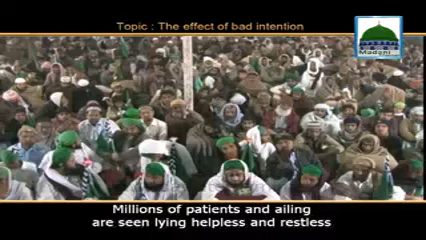 Topic : The effect of bad intention
Madani
Millions of patients and ailing
are seen lying helpless and restless